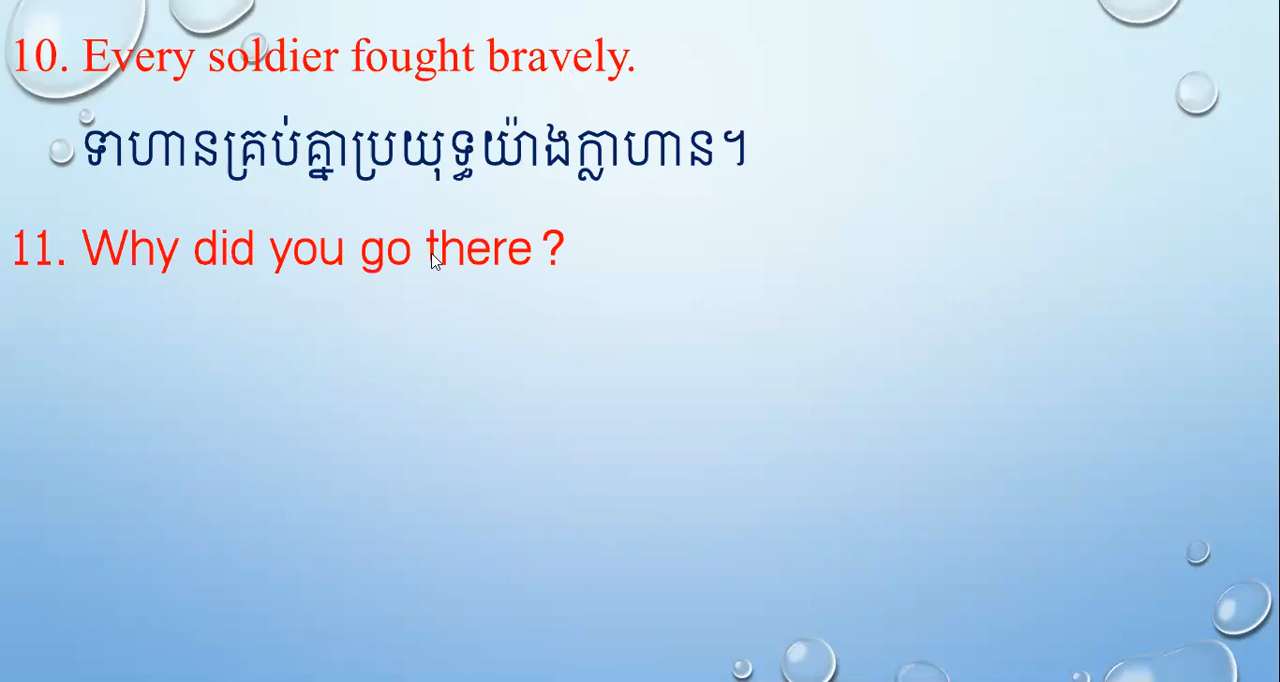 10. Every soldier fought bravely.
ទាហានគ្រប់គ្នាប្រយុទ្ធយ៉ាងក្លាហាន។
11. Why did you go there ?